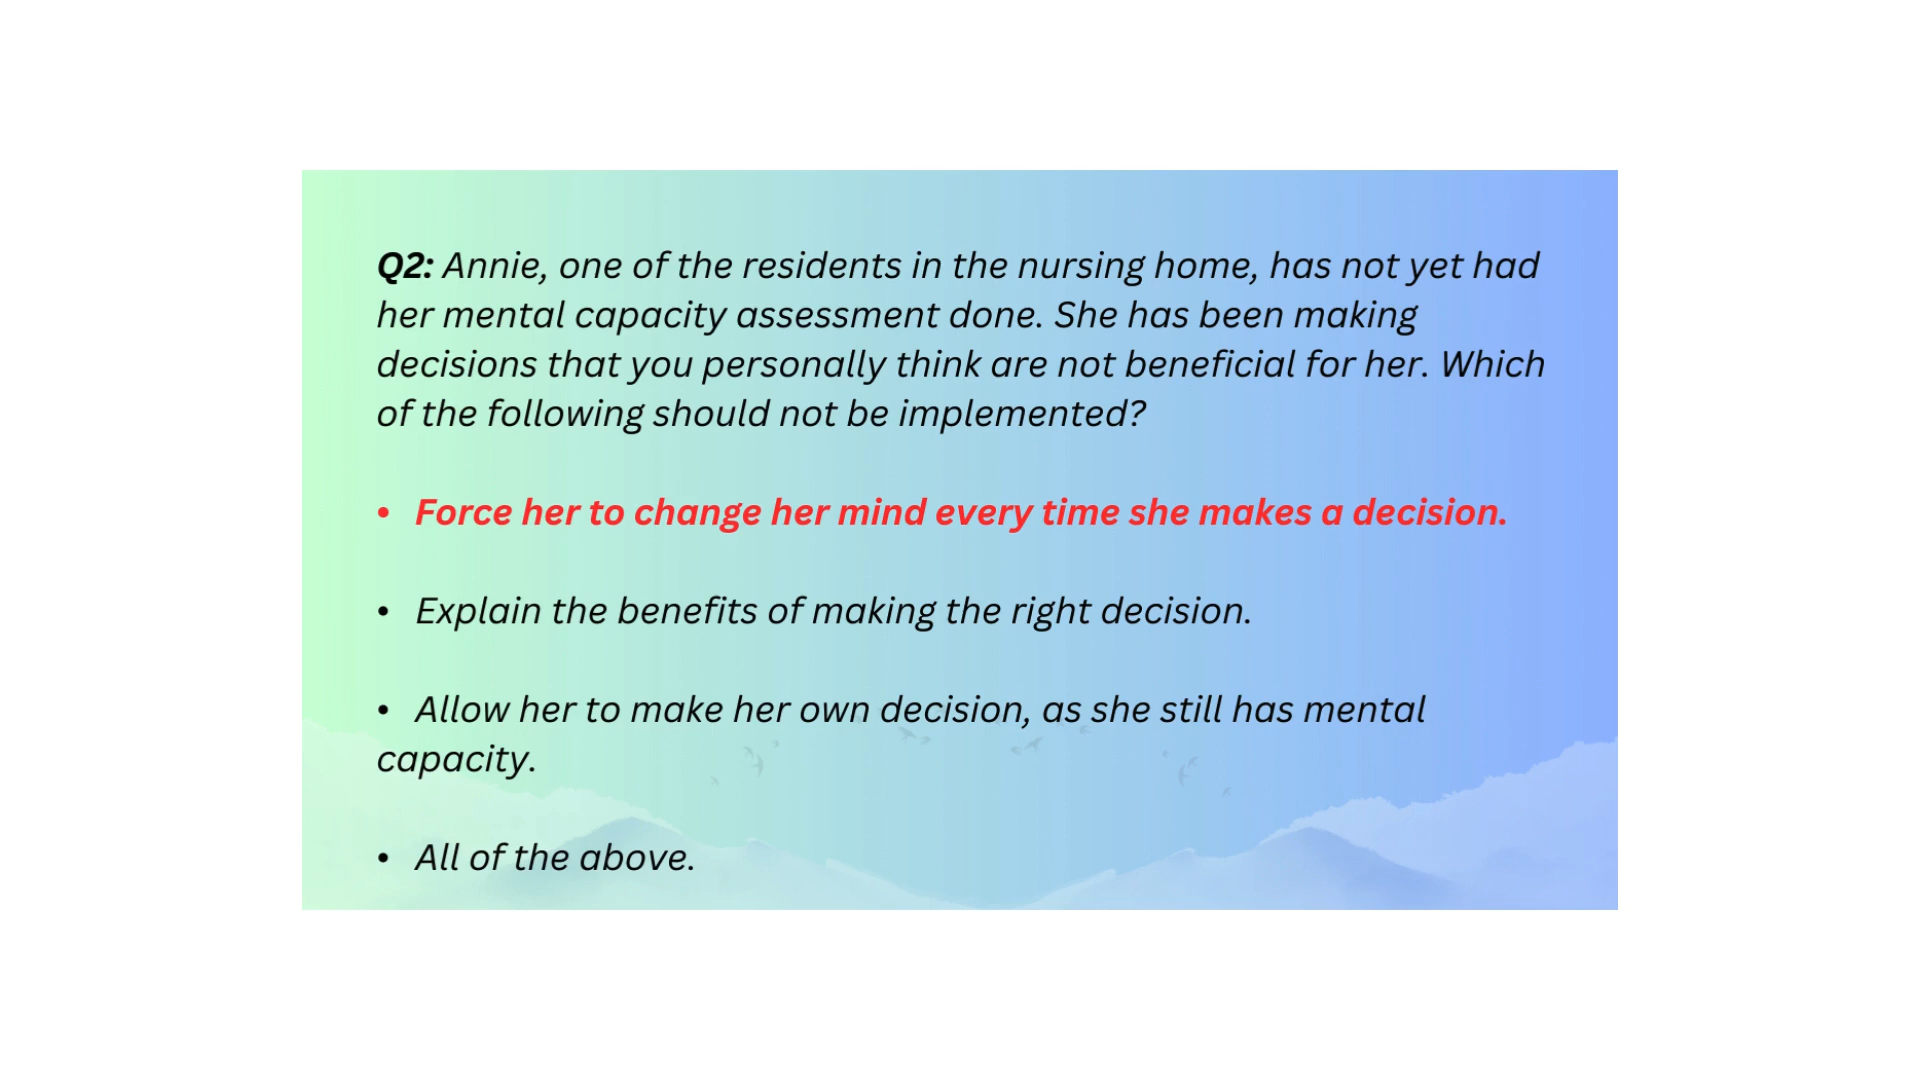 Q2: Annie, one of the residents in the nursing home, has not yet had
her mental capacity assessment done. She has been making
decisions that you personally think are not beneficial for her. Which
of the following should not be implemented?
• Force her to change her mind every time she makes a decision.
• Explain the benefits of making the right decision.
• Allow her to make her own decision, as she still has mental
capacity.
• All of the above.